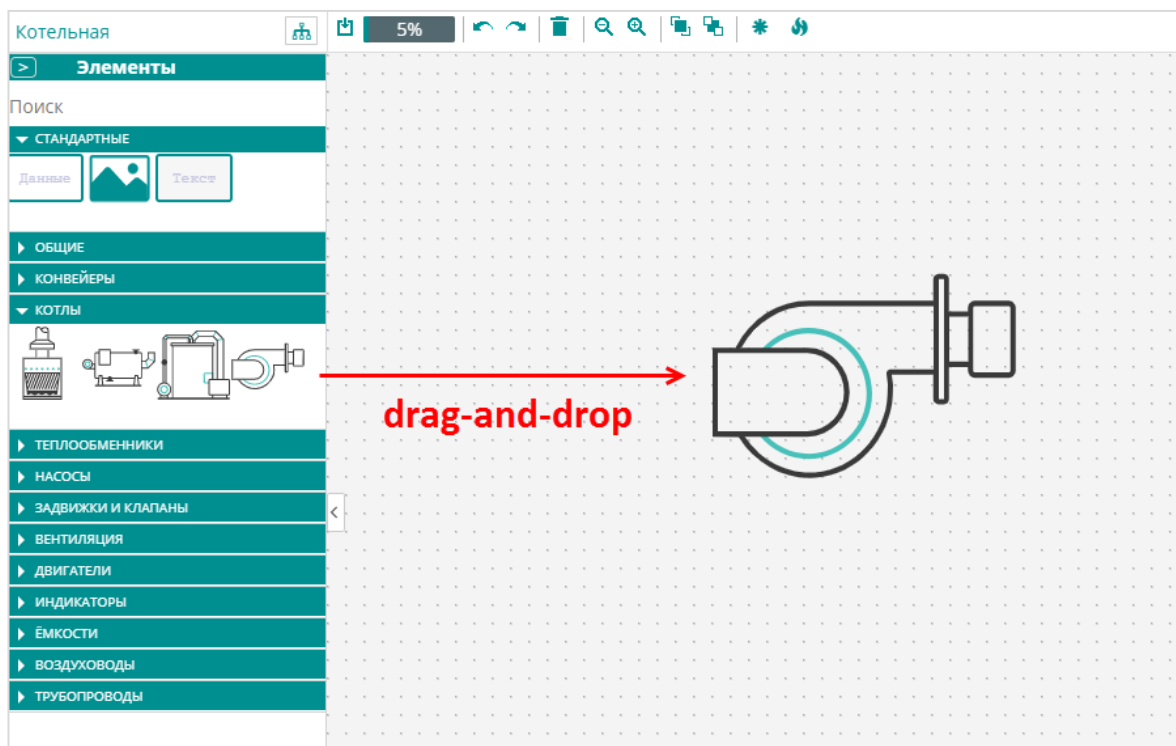 Котельная
5%
> Элементы
Поиск
СТАНДАРТНЫЕ
Данные
Текст
ОБЩИЕ
КОНВЕЙЕРЫ
КОТЛЫ
drag-and-drop
ТЕПЛООБМЕННИКИ
НАСОСЫ
ЗАДВИЖКИ И КЛАПАНЫ
ВЕНТИЛЯЦИЯ
ДВИГАТЕЛИ
ИНДИКАТОРЫ
ЁМКОСТИ
ВОЗДУХОВОДЫ
ТРУБОПРОВОДЫ